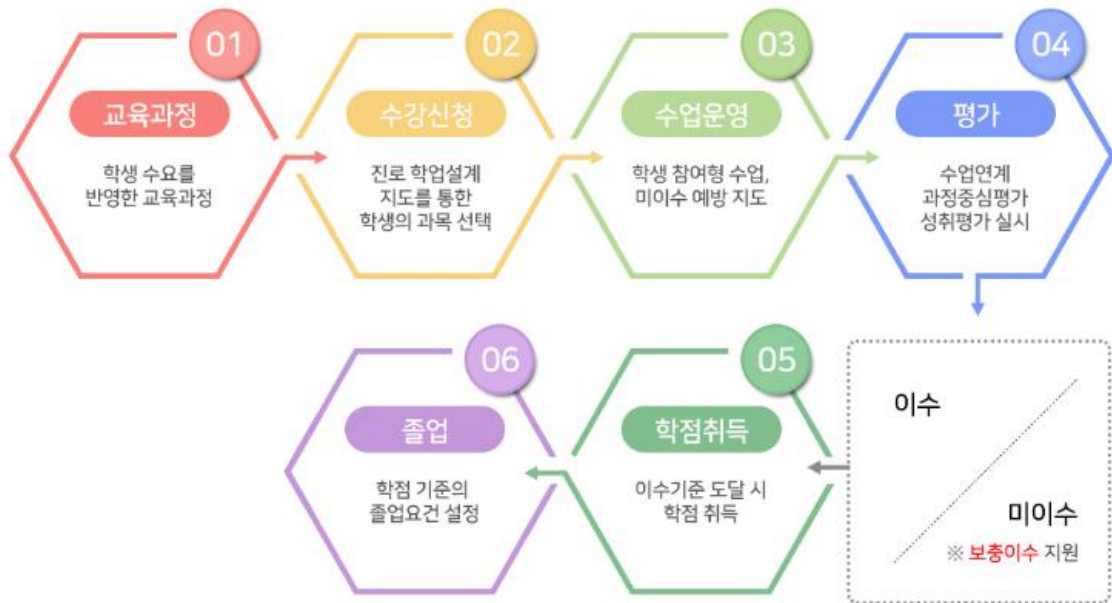 01
교육과정
학생 수요를
반영한 교육과정
02
수강신청
진로 학업설계
지도를 통한
학생의 과목 선택
03
수업운영
학생 참여형 수업,
미이수 예방 지도
04
평가
수업연계
과정중심평가
성취평가 실시
이수
미이수
※ 보충이수 지원
05
학점취득
이수기준 도달 시
학점 취득
06
졸업
학점 기준의
졸업요건 설정